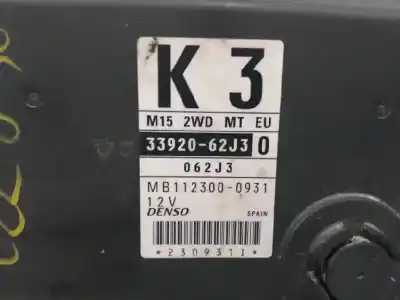 K 3
M15 2WD MT EU
33920-62J3 0
062J3
MB112300-0931
12V
DENSO SPAIN
*2309311*